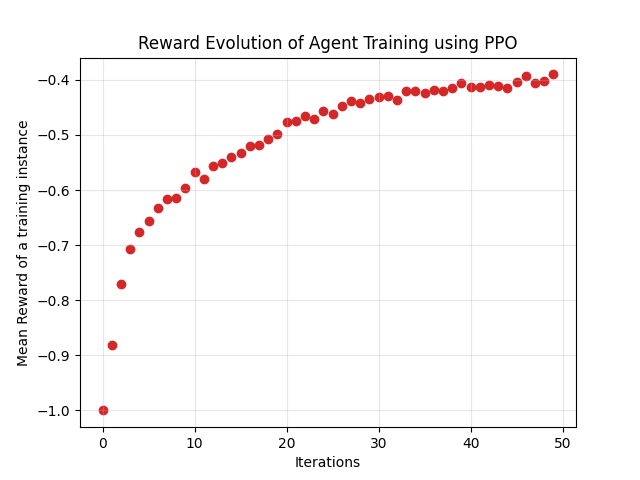 Reward Evolution of Agent Training using PPO
Mean Reward of a training instance
−0.4
−0.5
−0.6
−0.7
−0.8
−0.9
−1.0
0 10 20 30 40 50
Iterations